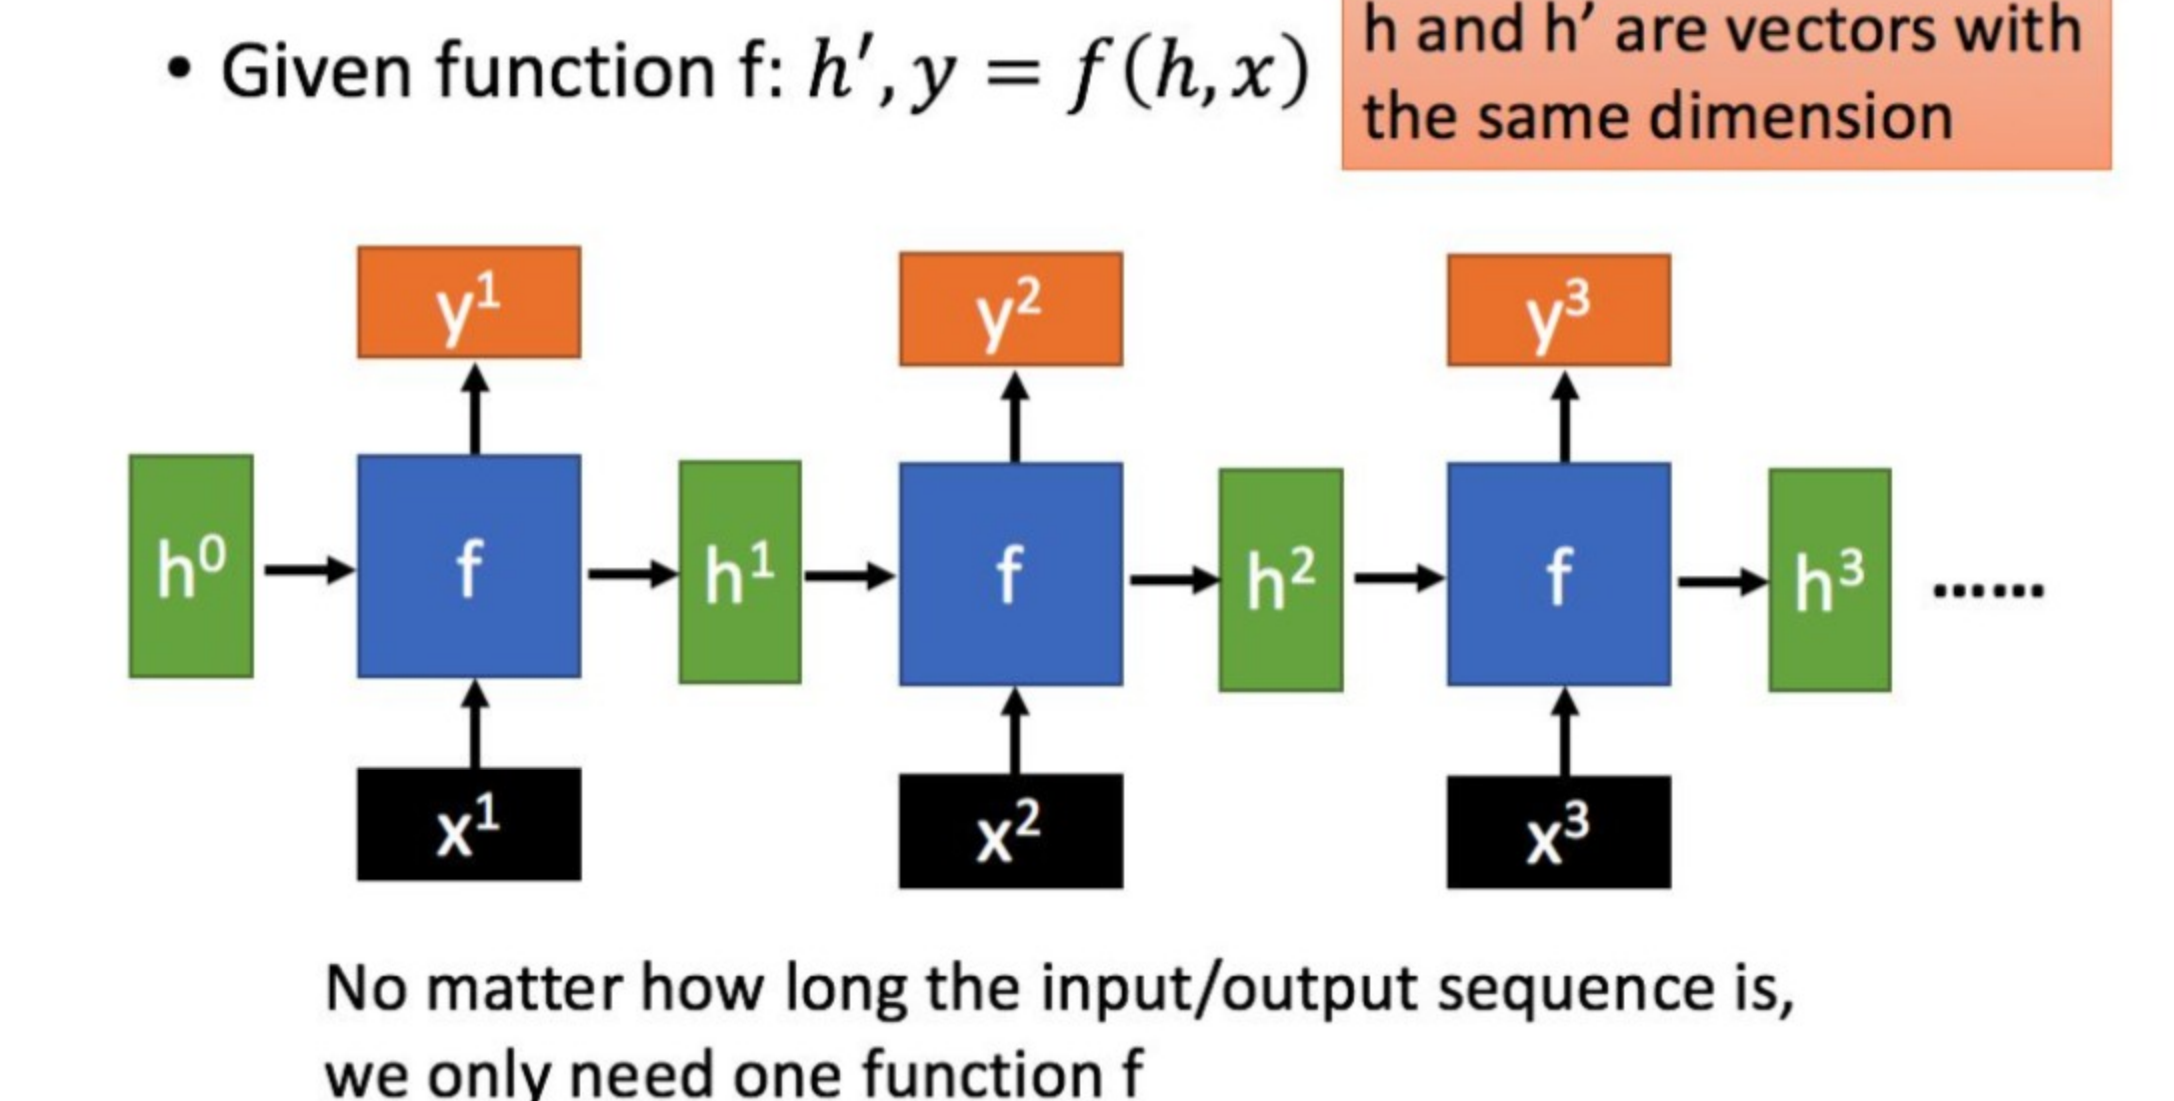 • Given function f: h′, y = f(h, x)
h and h’ are vectors with
the same dimension
y¹ y² y³
h⁰ f h¹ f h² f h³ ……
x¹ x² x³
No matter how long the input/output sequence is,
we only need one function f